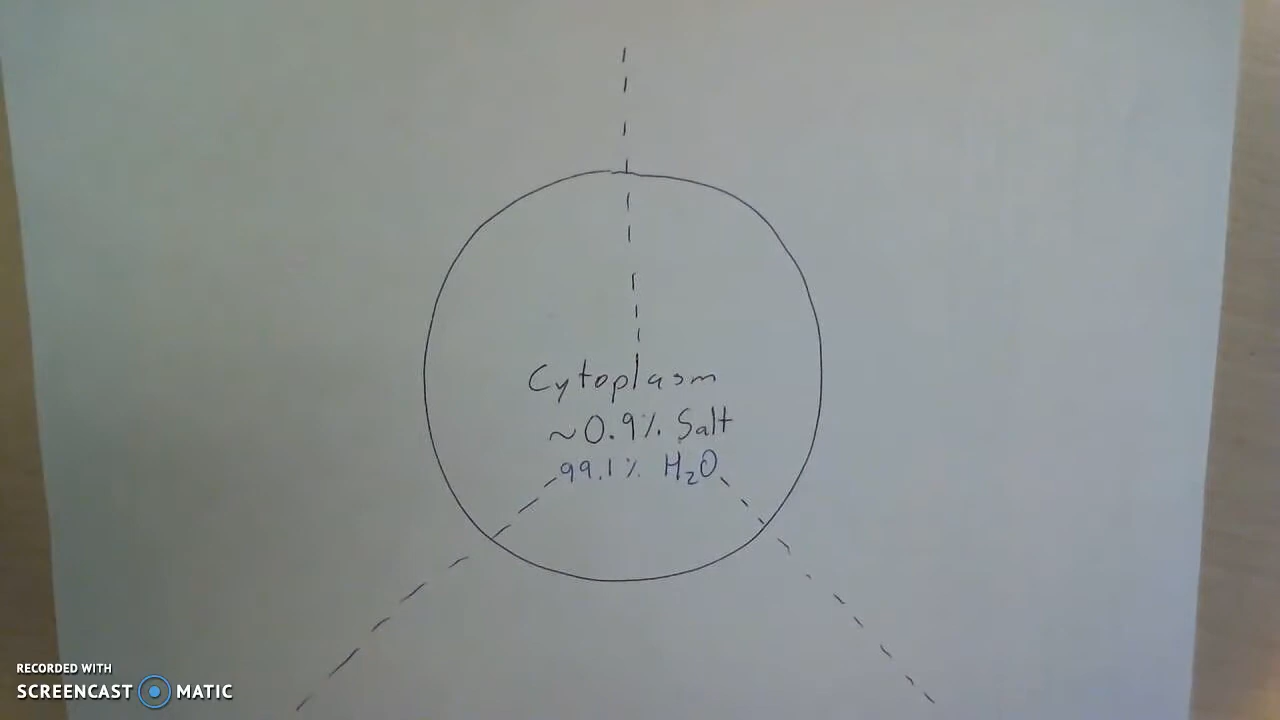 Cytoplasm
~0.9% Salt
99.1% H₂O
RECORDED WITH
SCREENCAST MATIC